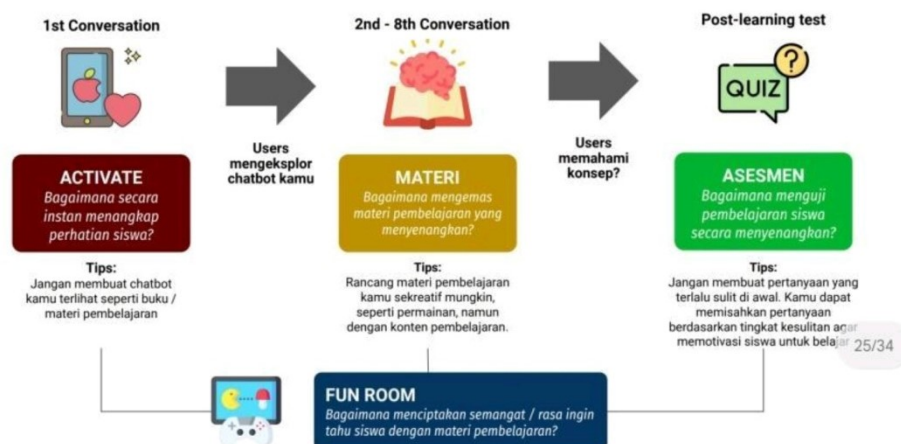 1st Conversation
2nd - 8th Conversation
Post-learning test
QUIZ
?
Users
mengeksplor
chatbot kamu
Users
memahami
konsep?
ACTIVATE
Bagaimana secara
instan menangkap
perhatian siswa?
MATERI
Bagaimana mengemas
materi pembelajaran yang
menyenangkan?
ASESMEN
Bagaimana menguji
pembelajaran siswa
secara menyenangkan?
Tips:
Jangan membuat chatbot
kamu terlihat seperti buku /
materi pembelajaran
Tips:
Rancang materi pembelajaran
kamu sekreatif mungkin,
seperti permainan, namun
dengan konten pembelajaran.
Tips:
Jangan membuat pertanyaan yang
terlalu sulit di awal. Kamu dapat
memisahkan pertanyaan
berdasarkan tingkat kesulitan agar
memotivasi siswa untuk belajar
25/34
FUN ROOM
Bagaimana menciptakan semangat / rasa ingin
tahu siswa dengan materi pembelajaran?